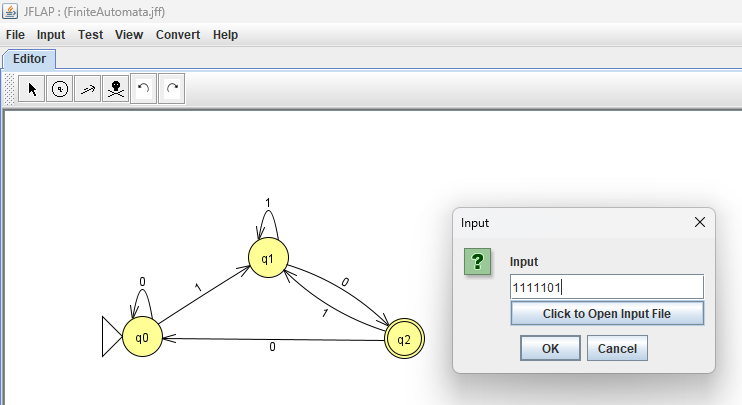 JFLAP : (FiniteAutomata.jff)
File Input Test View Convert Help
Editor
q
1
q1
0
1
0
1
q0
0
q2
Input
?
Input
1111101
Click to Open Input File
OK Cancel